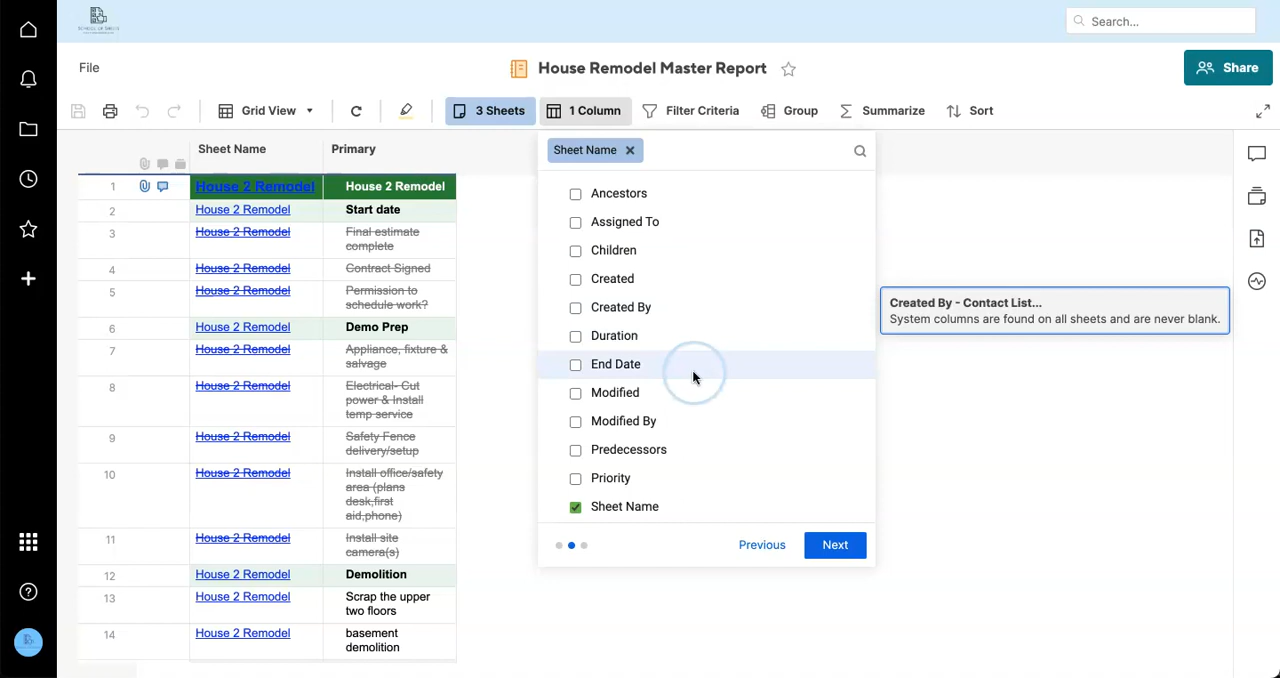 SCHOOL OF SHEETS
Search...
File
House Remodel Master Report
Share
Grid View
3 Sheets
1 Column
Filter Criteria
Group
Summarize
Sort
Sheet Name
Primary
1 House 2 Remodel House 2 Remodel
2 House 2 Remodel Start date
3 House 2 Remodel Final estimate
complete
4 House 2 Remodel Contract Signed
5 House 2 Remodel Permission to
schedule work?
6 House 2 Remodel Demo Prep
7 House 2 Remodel Appliance, fixture &
salvage
8 House 2 Remodel Electrical- Cut
power & Install
temp service
9 House 2 Remodel Safety Fence
delivery/setup
10 House 2 Remodel Install office/safety
area (plans
desk,first
aid,phone)
11 House 2 Remodel Install site
camera(s)
12 House 2 Remodel Demolition
13 House 2 Remodel Scrap the upper
two floors
14 House 2 Remodel basement
demolition
Sheet Name
Ancestors
Assigned To
Children
Created
Created By
Duration
End Date
Modified
Modified By
Predecessors
Priority
Sheet Name
Previous
Next
Created By - Contact List...
System columns are found on all sheets and are never blank.